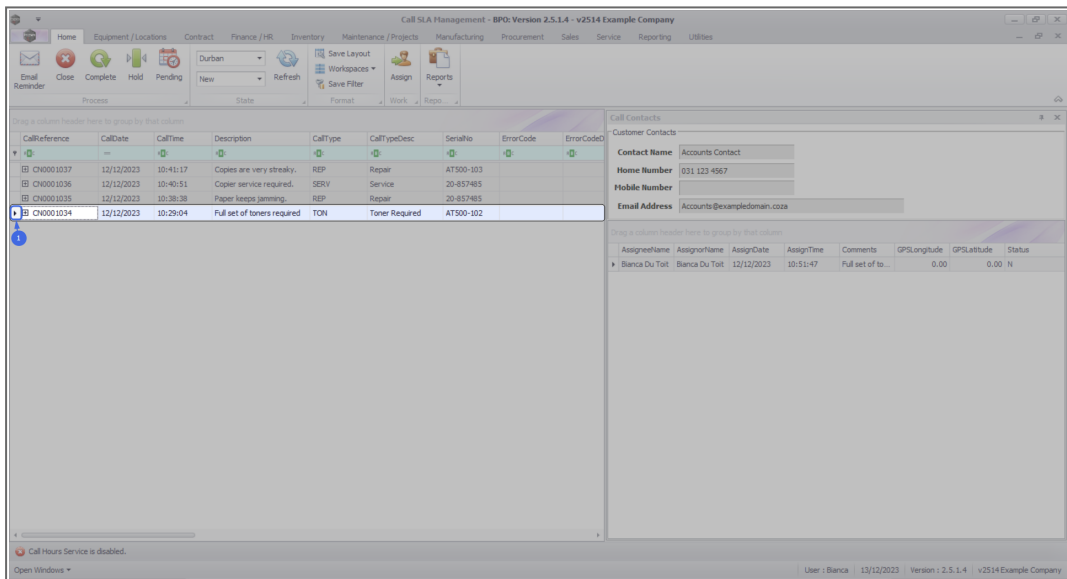 Call SLA Management - BPO: Version 2.5.1.4 - v2514 Example Company
Home Equipment / Locations Contract Finance / HR Inventory Maintenance / Projects Manufacturing Procurement Sales Service Reporting Utilities
Email Reminder Close Complete Hold Pending Durban New Refresh Save Layout Workspaces Save Filter Assign Reports
Process State Format Work Repo...
Drag a column header here to group by that column
CallReference CallDate CallTime Description CallType CallTypeDesc SerialNo ErrorCode ErrorCodeD
CN0001037 12/12/2023 10:41:17 Copies are very streaky. REP Repair AT500-103
CN0001036 12/12/2023 10:40:51 Copier service required. SERV Service 20-857485
CN0001035 12/12/2023 10:38:38 Paper keeps jamming. REP Repair 20-857485
CN0001034 12/12/2023 10:29:04 Full set of toners required TON Toner Required AT500-102
1
Call Contacts
Customer Contacts
Contact Name Accounts Contact
Home Number 031 123 4567
Mobile Number
Email Address Accounts@exampledomain.coza
Drag a column header here to group by that column
AssigneeName AssignorName AssignDate AssignTime Comments GPSLongitude GPSLatitude Status
Bianca Du Toit Bianca Du Toit 12/12/2023 10:51:47 Full set of to... 0.00 0.00 N
Call Hours Service is disabled.
Open Windows User : Bianca 13/12/2023 Version : 2.5.1.4 v2514 Example Company